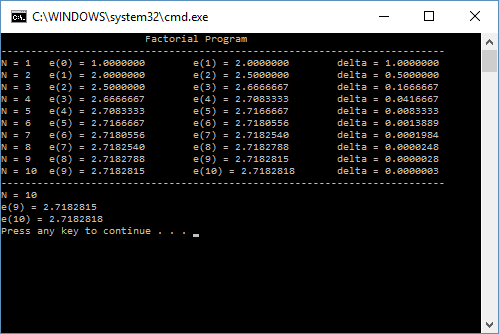 C:\WINDOWS\system32\cmd.exe
Factorial Program
--------------------------------------------------------------------------
N = 1 e(0) = 1.0000000 e(1) = 2.0000000 delta = 1.0000000
N = 2 e(1) = 2.0000000 e(2) = 2.5000000 delta = 0.5000000
N = 3 e(2) = 2.5000000 e(3) = 2.6666667 delta = 0.1666667
N = 4 e(3) = 2.6666667 e(4) = 2.7083333 delta = 0.0416667
N = 5 e(4) = 2.7083333 e(5) = 2.7166667 delta = 0.0083333
N = 6 e(5) = 2.7166667 e(6) = 2.7180556 delta = 0.0013889
N = 7 e(6) = 2.7180556 e(7) = 2.7182540 delta = 0.0001984
N = 8 e(7) = 2.7182540 e(8) = 2.7182788 delta = 0.0000248
N = 9 e(8) = 2.7182788 e(9) = 2.7182815 delta = 0.0000028
N = 10 e(9) = 2.7182815 e(10) = 2.7182818 delta = 0.0000003
--------------------------------------------------------------------------
N = 10
e(9) = 2.7182815
e(10) = 2.7182818
Press any key to continue . . .